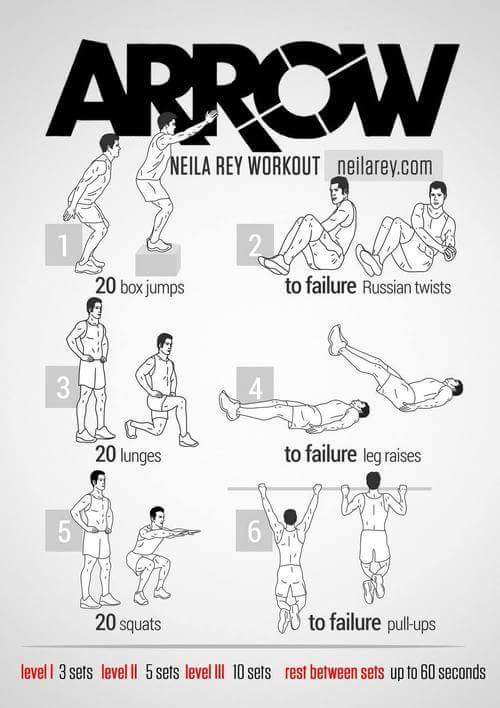 ARROW
NEILA REY WORKOUT neilarey.com
1
20 box jumps
2
to failure Russian twists
3
20 lunges
4
to failure leg raises
5
20 squats
6
to failure pull-ups
level I 3 sets level II 5 sets level III 10 sets rest between sets up to 60 seconds